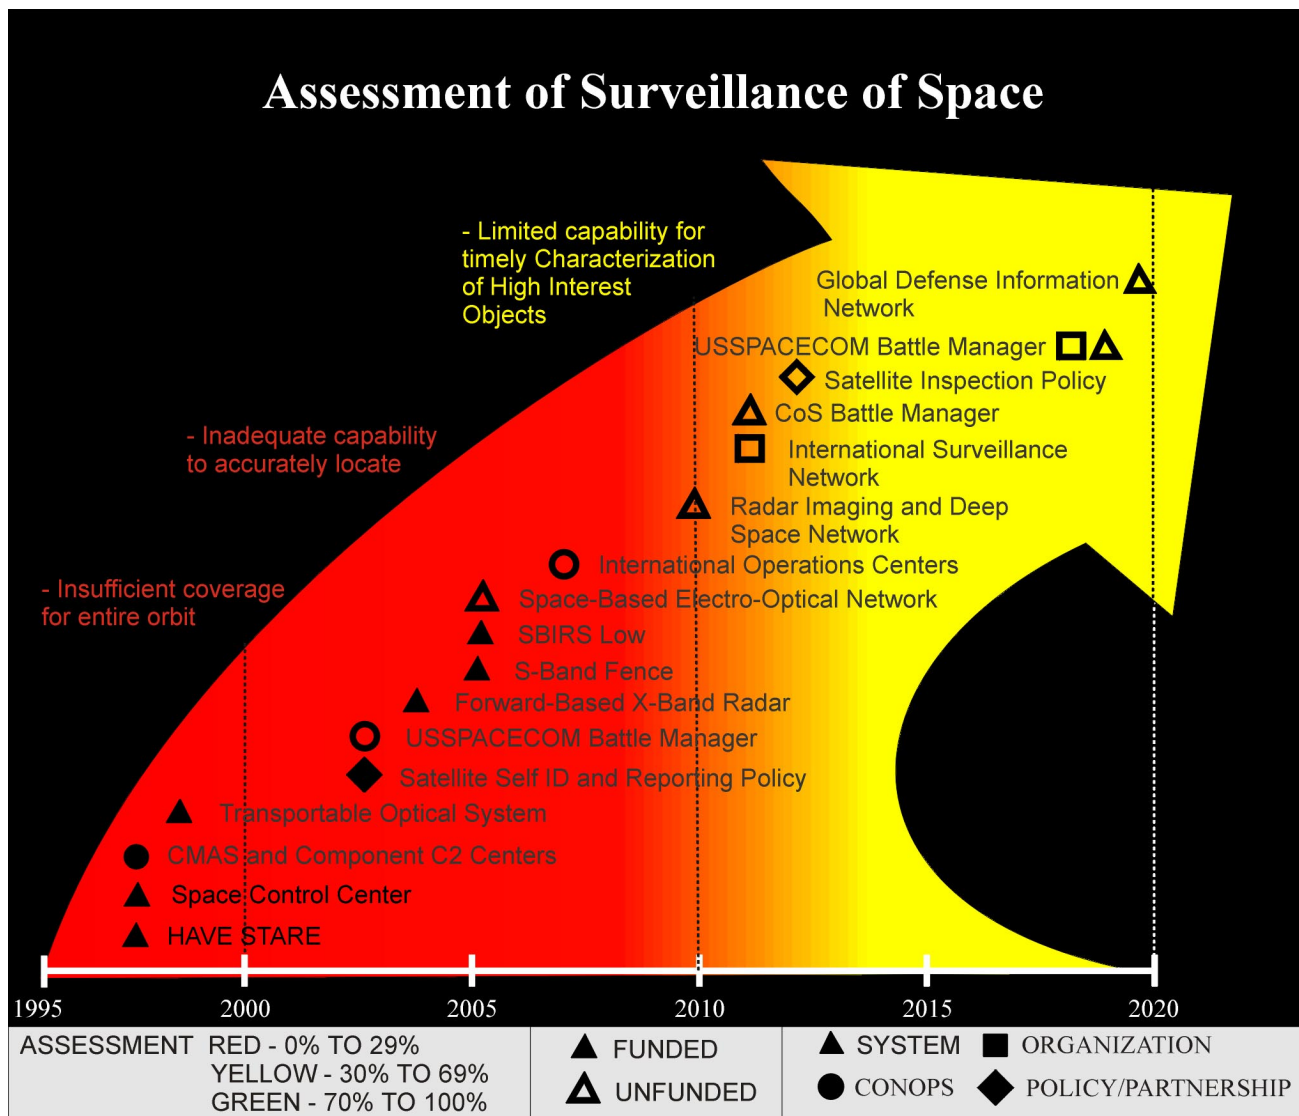 Assessment of Surveillance of Space
- Limited capability for
timely Characterization
of High Interest
Objects
- Inadequate capability
to accurately locate
- Insufficient coverage
for entire orbit
Global Defense Information
Network
USSPACECOM Battle Manager
Satellite Inspection Policy
CoS Battle Manager
International Surveillance
Network
Radar Imaging and Deep
Space Network
International Operations Centers
Space-Based Electro-Optical Network
SBIRS Low
S-Band Fence
Forward-Based X-Band Radar
USSPACECOM Battle Manager
Satellite Self ID and Reporting Policy
Transportable Optical System
CMAS and Component C2 Centers
Space Control Center
HAVE STARE
1995 2000 2005 2010 2015 2020
ASSESSMENT RED - 0% TO 29%
YELLOW - 30% TO 69%
GREEN - 70% TO 100%
FUNDED
UNFUNDED
SYSTEM ORGANIZATION
CONOPS POLICY/PARTNERSHIP